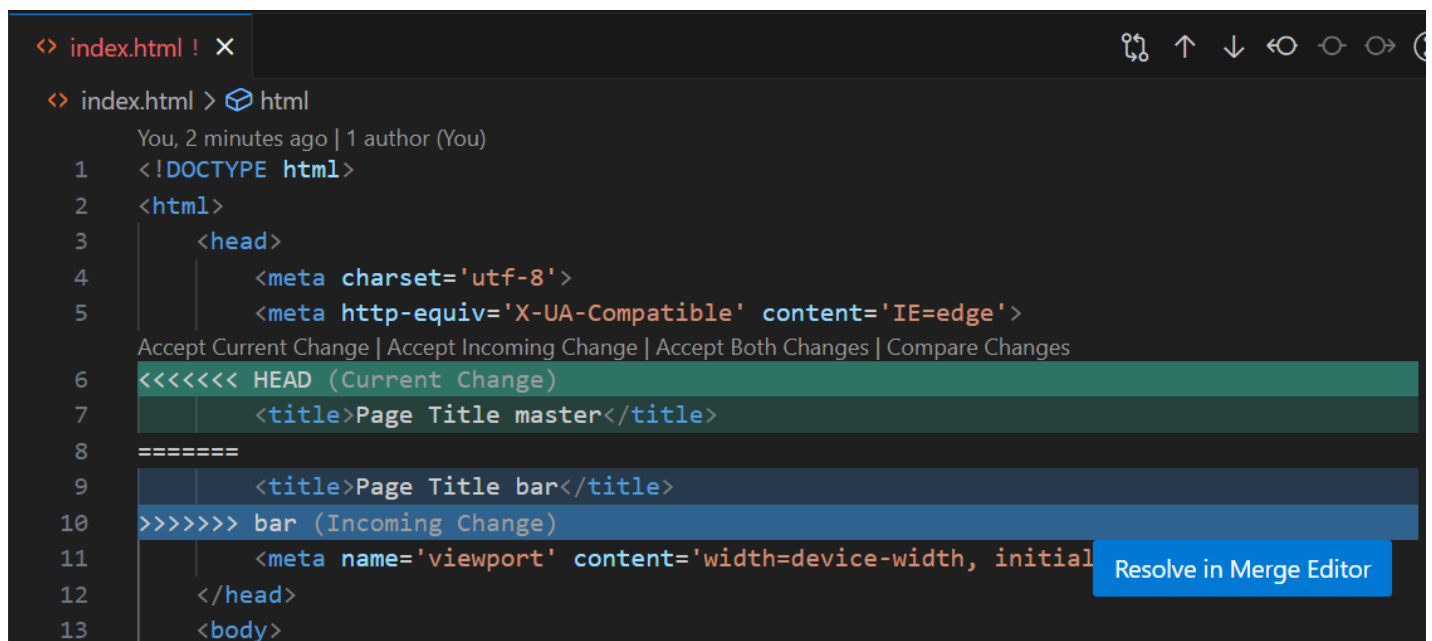 index.html ! ×
index.html > html
You, 2 minutes ago | 1 author (You)
1 <!DOCTYPE html>
2 <html>
3 <head>
4 <meta charset='utf-8'>
5 <meta http-equiv='X-UA-Compatible' content='IE=edge'>
Accept Current Change | Accept Incoming Change | Accept Both Changes | Compare Changes
6 <<<<<<< HEAD (Current Change)
7 <title>Page Title master</title>
8 =======
9 <title>Page Title bar</title>
10 >>>>>>> bar (Incoming Change)
11 <meta name='viewport' content='width=device-width, initial
Resolve in Merge Editor
12 </head>
13 <body>